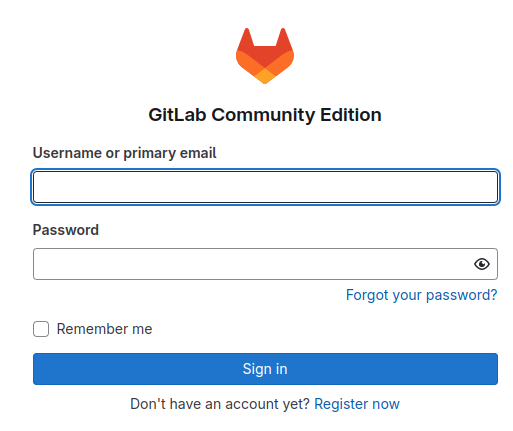 GitLab Community Edition
Username or primary email
Password
Forgot your password?
Remember me
Sign in
Don't have an account yet? Register now